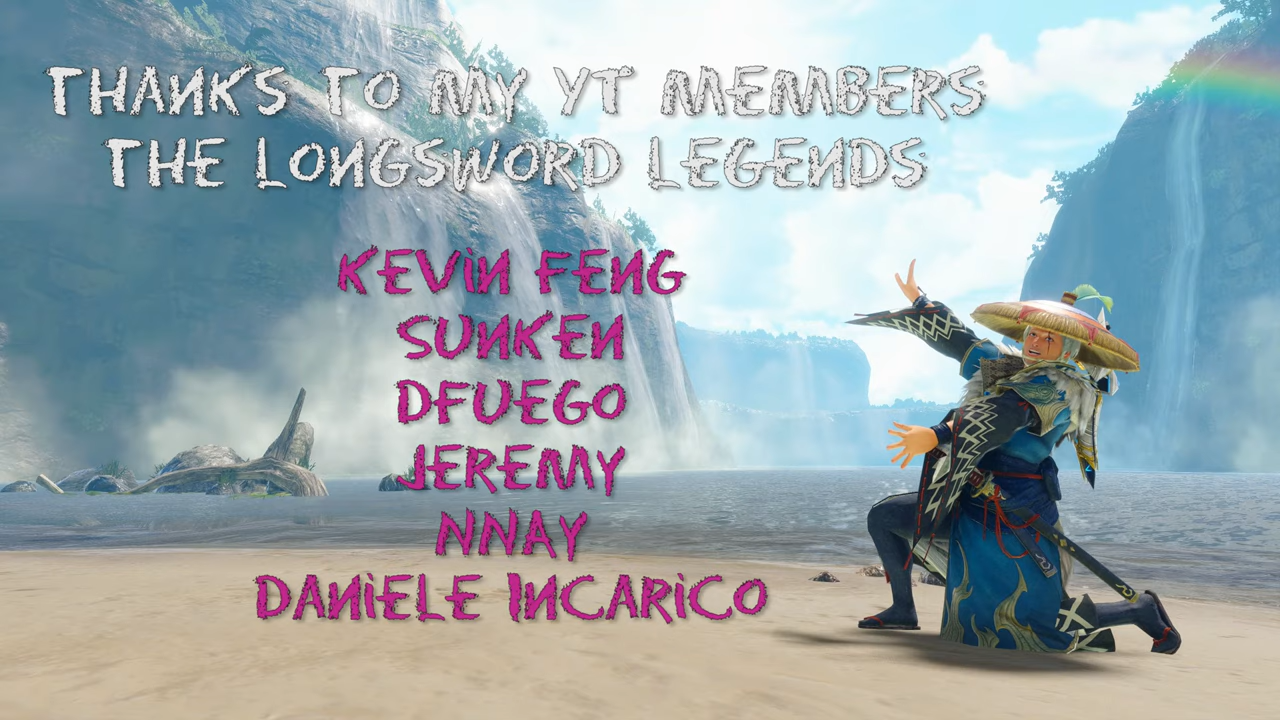 THANKS TO MY YT MEMBERS
THE LONGSWORD LEGENDS
KEViN FENG
SUNKEN
DFUEGO
JEREMY
NNAY
DANiELE INCARiCO